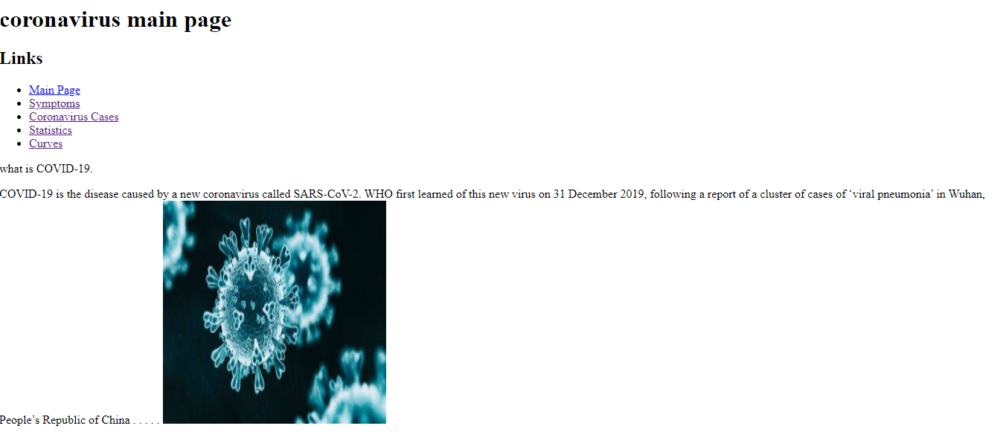 coronavirus main page
Links
Main Page
Symptoms
Coronavirus Cases
Statistics
Curves
what is COVID-19.
COVID-19 is the disease caused by a new coronavirus called SARS-CoV-2. WHO first learned of this new virus on 31 December 2019, following a report of a cluster of cases of ‘viral pneumonia’ in Wuhan,
People’s Republic of China . . . . .